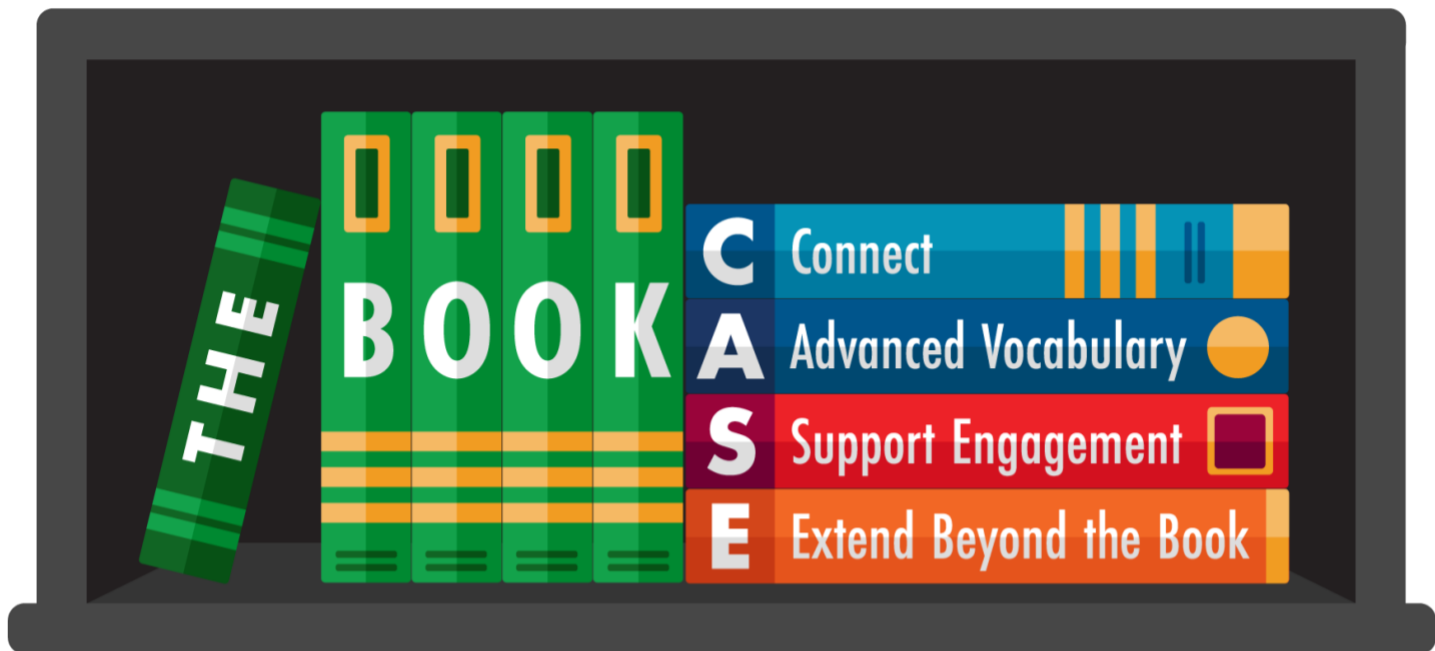 THE
BOOK
C Connect
A Advanced Vocabulary
S Support Engagement
E Extend Beyond the Book